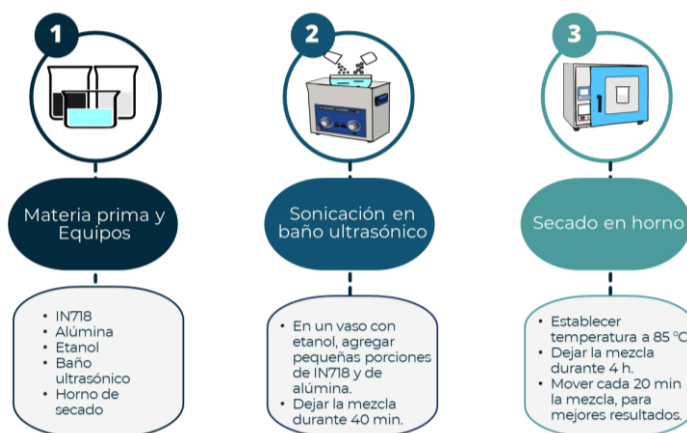 1
Materia prima y
Equipos
• IN718
• Alúmina
• Etanol
• Baño
ultrasónico
• Horno de
secado
2
Sonicación en
baño ultrasónico
• En un vaso con
etanol, agregar
pequeñas porciones
de IN718 y de
alúmina.
• Dejar la mezcla
durante 40 min.
3
Secado en horno
• Establecer
temperatura a 85 °C.
• Dejar la mezcla
durante 4 h.
• Mover cada 20 min
la mezcla, para
mejores resultados.